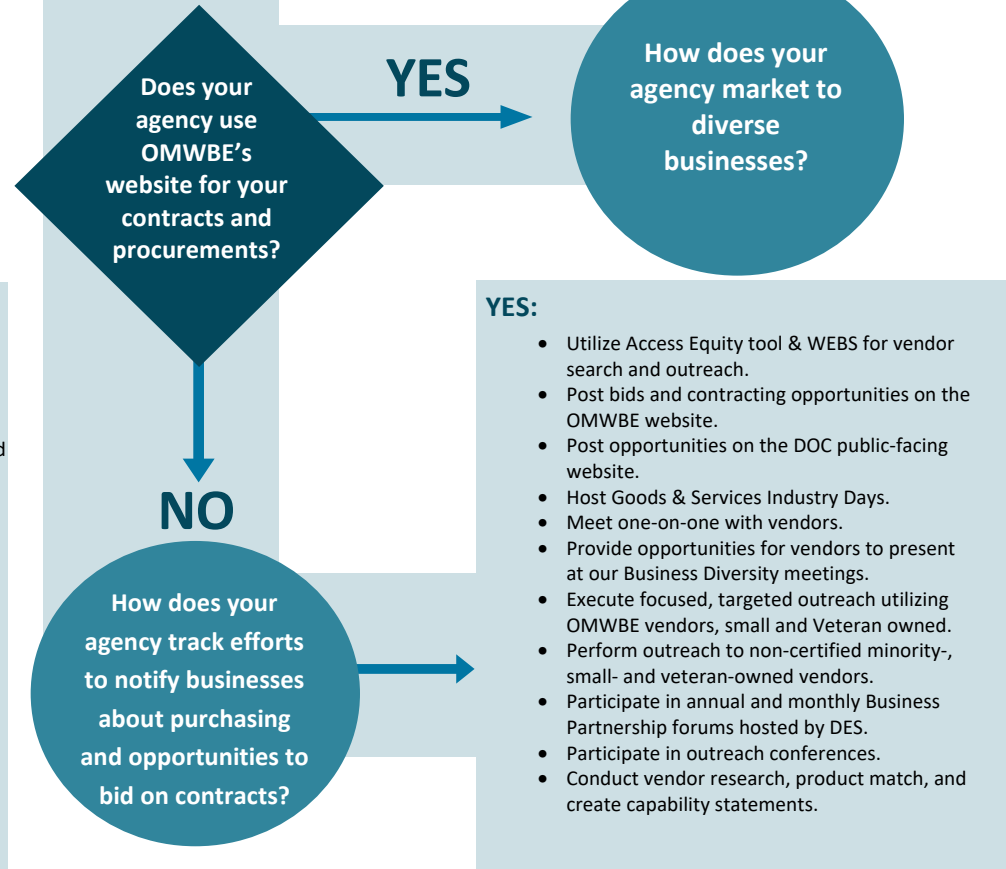 Does your
agency use
OMWBE’s
website for your
contracts and
procurements?
YES
How does your
agency market to
diverse
businesses?
NO
How does your
agency track efforts
to notify businesses
about purchasing
and opportunities to
bid on contracts?
YES:
• Utilize Access Equity tool & WEBS for vendor
search and outreach.
• Post bids and contracting opportunities on the
OMWBE website.
• Post opportunities on the DOC public-facing
website.
• Host Goods & Services Industry Days.
• Meet one-on-one with vendors.
• Provide opportunities for vendors to present
at our Business Diversity meetings.
• Execute focused, targeted outreach utilizing
OMWBE vendors, small and Veteran owned.
• Perform outreach to non-certified minority-,
small- and veteran-owned vendors.
• Participate in annual and monthly Business
Partnership forums hosted by DES.
• Participate in outreach conferences.
• Conduct vendor research, product match, and
create capability statements.